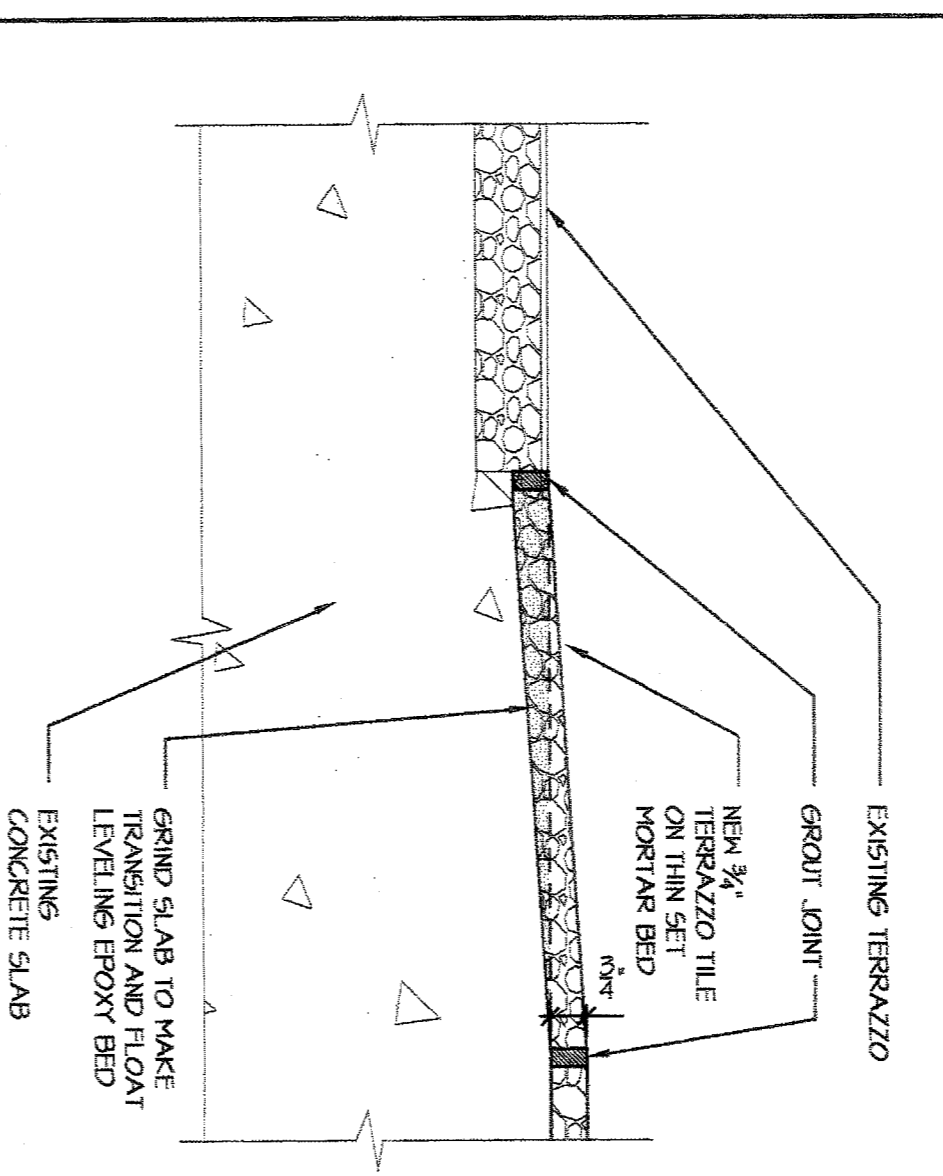 EXISTING TERRAZZO
GROUT JOINT
NEW 3/4"
TERRAZZO TILE
ON THIN SET
MORTAR BED
3/4"
GRIND SLAB TO MAKE
TRANSITION AND FLOAT
LEVELING EPOXY BED
EXISTING
CONCRETE SLAB